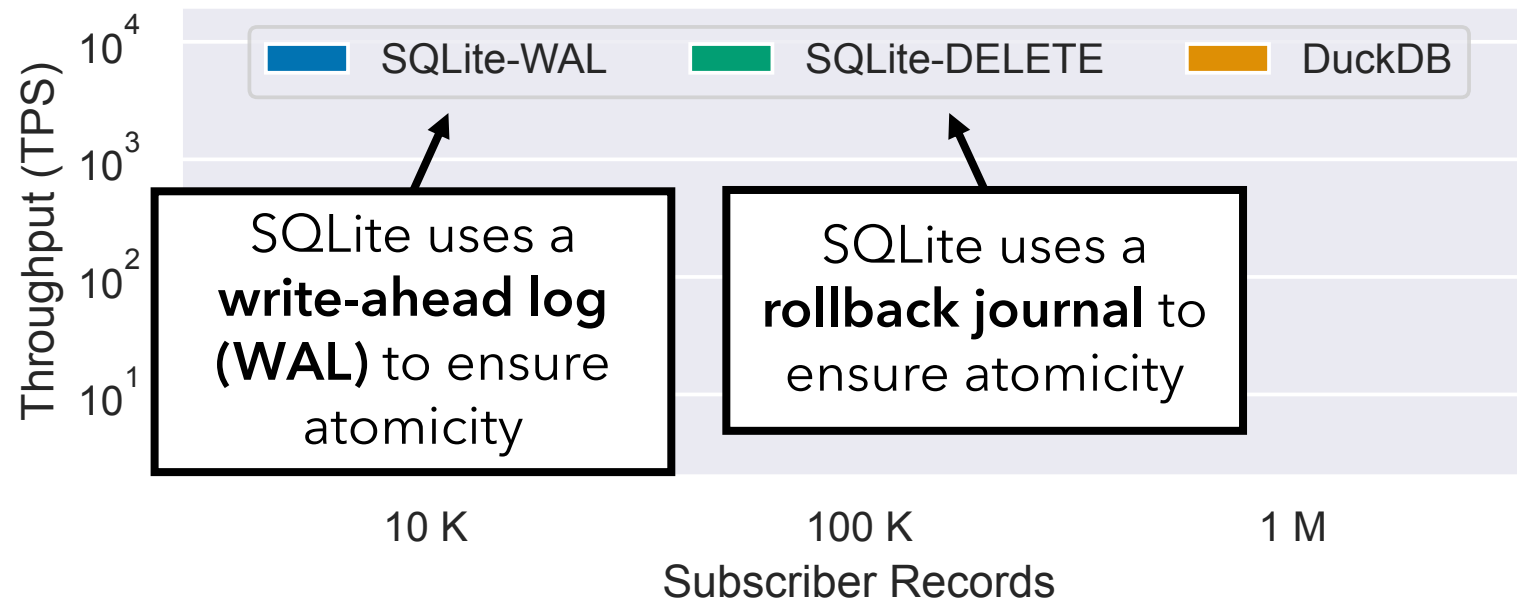 Throughput (TPS)
10^4
10^3
10^2
10^1
SQLite-WAL SQLite-DELETE DuckDB
SQLite uses a
write-ahead log
(WAL) to ensure
atomicity
SQLite uses a
rollback journal to
ensure atomicity
10 K 100 K 1 M
Subscriber Records